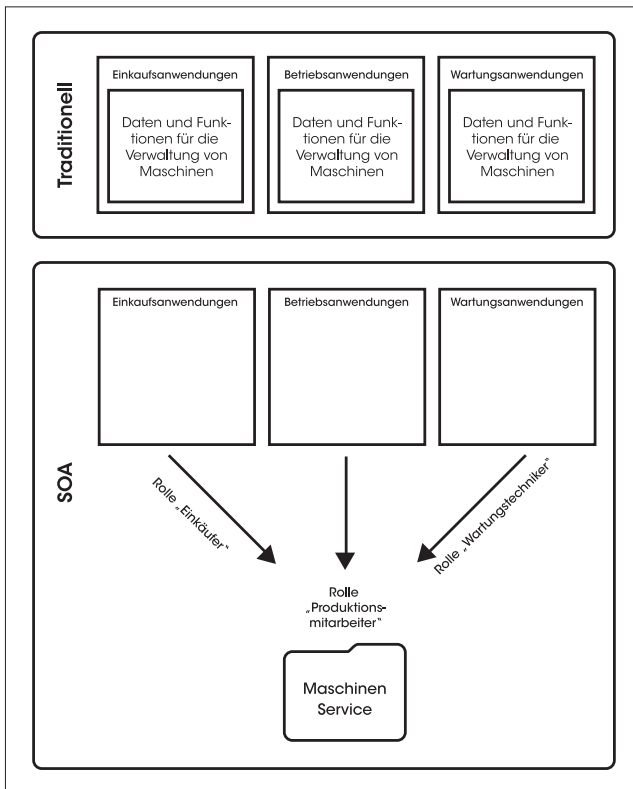 Traditionell
Einkaufsanwendungen
Daten und Funk-
tionen für die
Verwaltung von
Maschinen
Betriebsanwendungen
Daten und Funk-
tionen für die
Verwaltung von
Maschinen
Wartungsanwendungen
Daten und Funk-
tionen für die
Verwaltung von
Maschinen
SOA
Einkaufsanwendungen
Betriebsanwendungen
Wartungsanwendungen
Rolle „Einkäufer“
Rolle
„Produktions-
mitarbeiter“
Rolle „Wartungstechniker“
Maschinen
Service